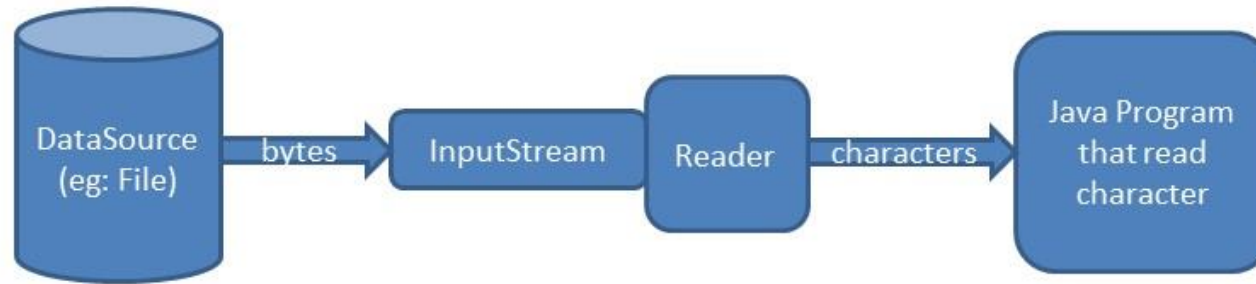 DataSource
(eg: File)
bytes
InputStream
Reader
characters
Java Program
that read
character